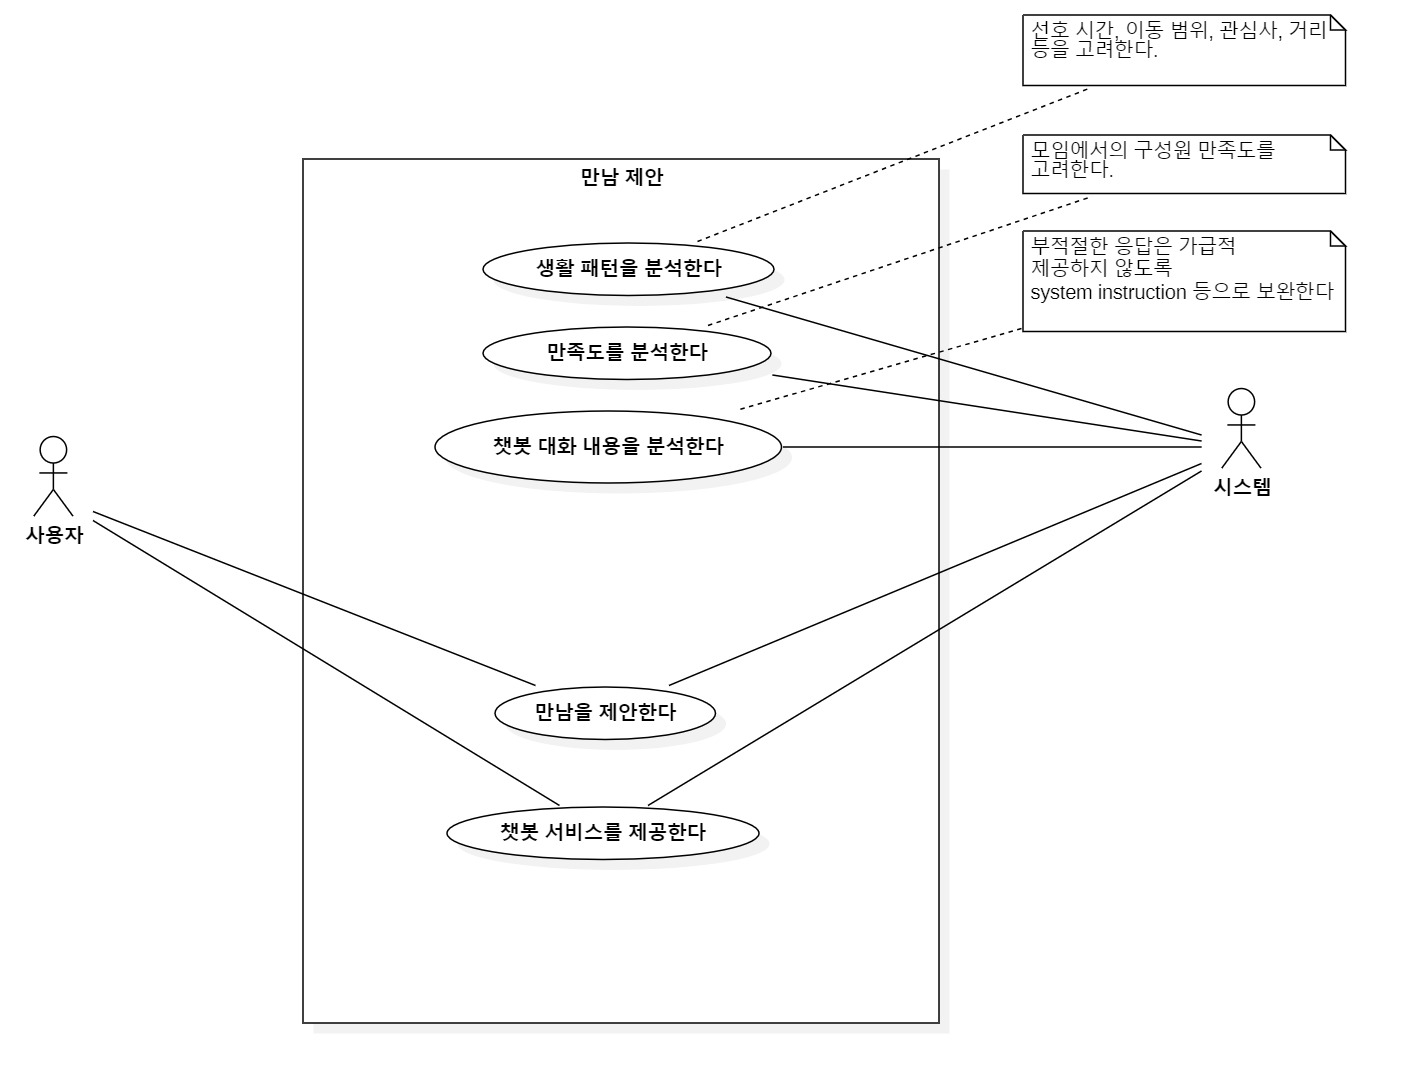 선호 시간, 이동 범위, 관심사, 거리
등을 고려한다.
모임에서의 구성원 만족도를
고려한다.
만남 제안
부적절한 응답은 가급적
제공하지 않도록
system instruction 등으로 보완한다
생활 패턴을 분석한다
만족도를 분석한다
챗봇 대화 내용을 분석한다
시스템
사용자
만남을 제안한다
챗봇 서비스를 제공한다